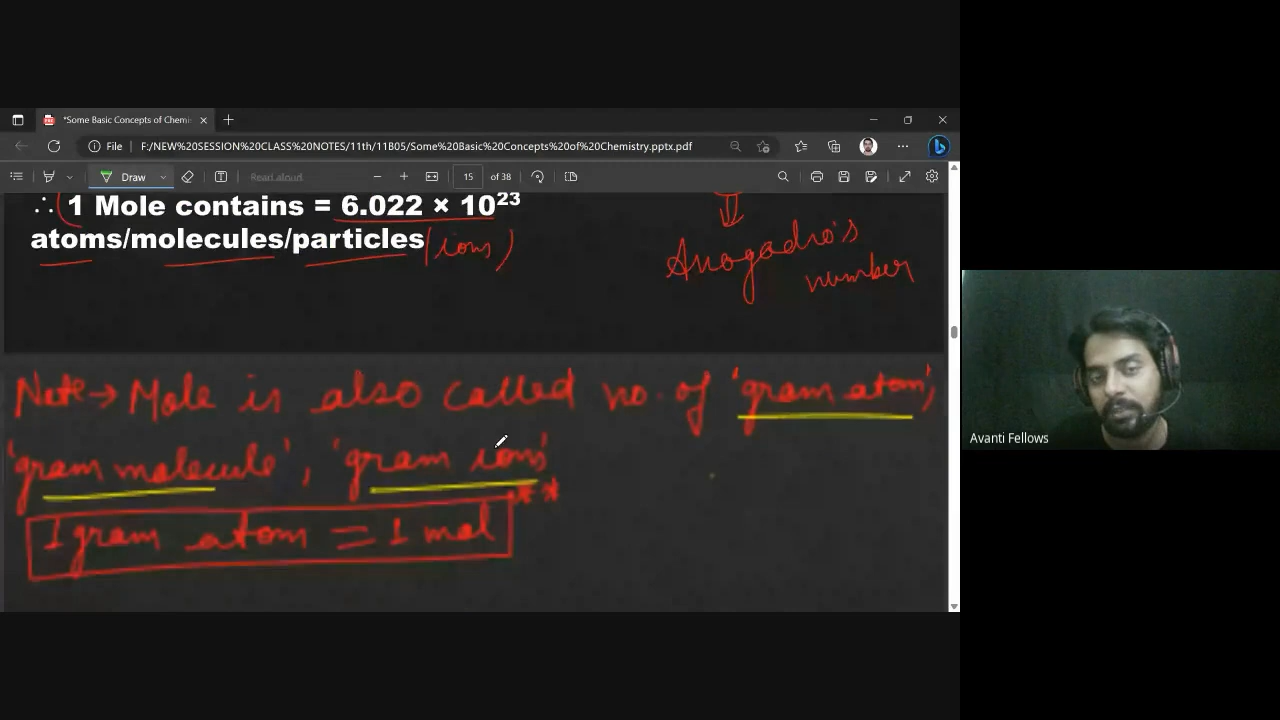 *Some Basic Concepts of Chemis
File
F:/NEW%20SESSION%20CLASS%20NOTES/11th/11B05/Some%20Basic%20Concepts%20of%20Chemistry.pptx.pdf
Draw
Read aloud
15 of 38
∴ (1 Mole contains = 6.022 × 10²³
atoms/molecules/particles (ions)
Avogadro's
number
Note → Mole is also called no. of 'gram atom',
'gram molecule', 'gram ions'
1 gram atom = 1 mol **
Avanti Fellows